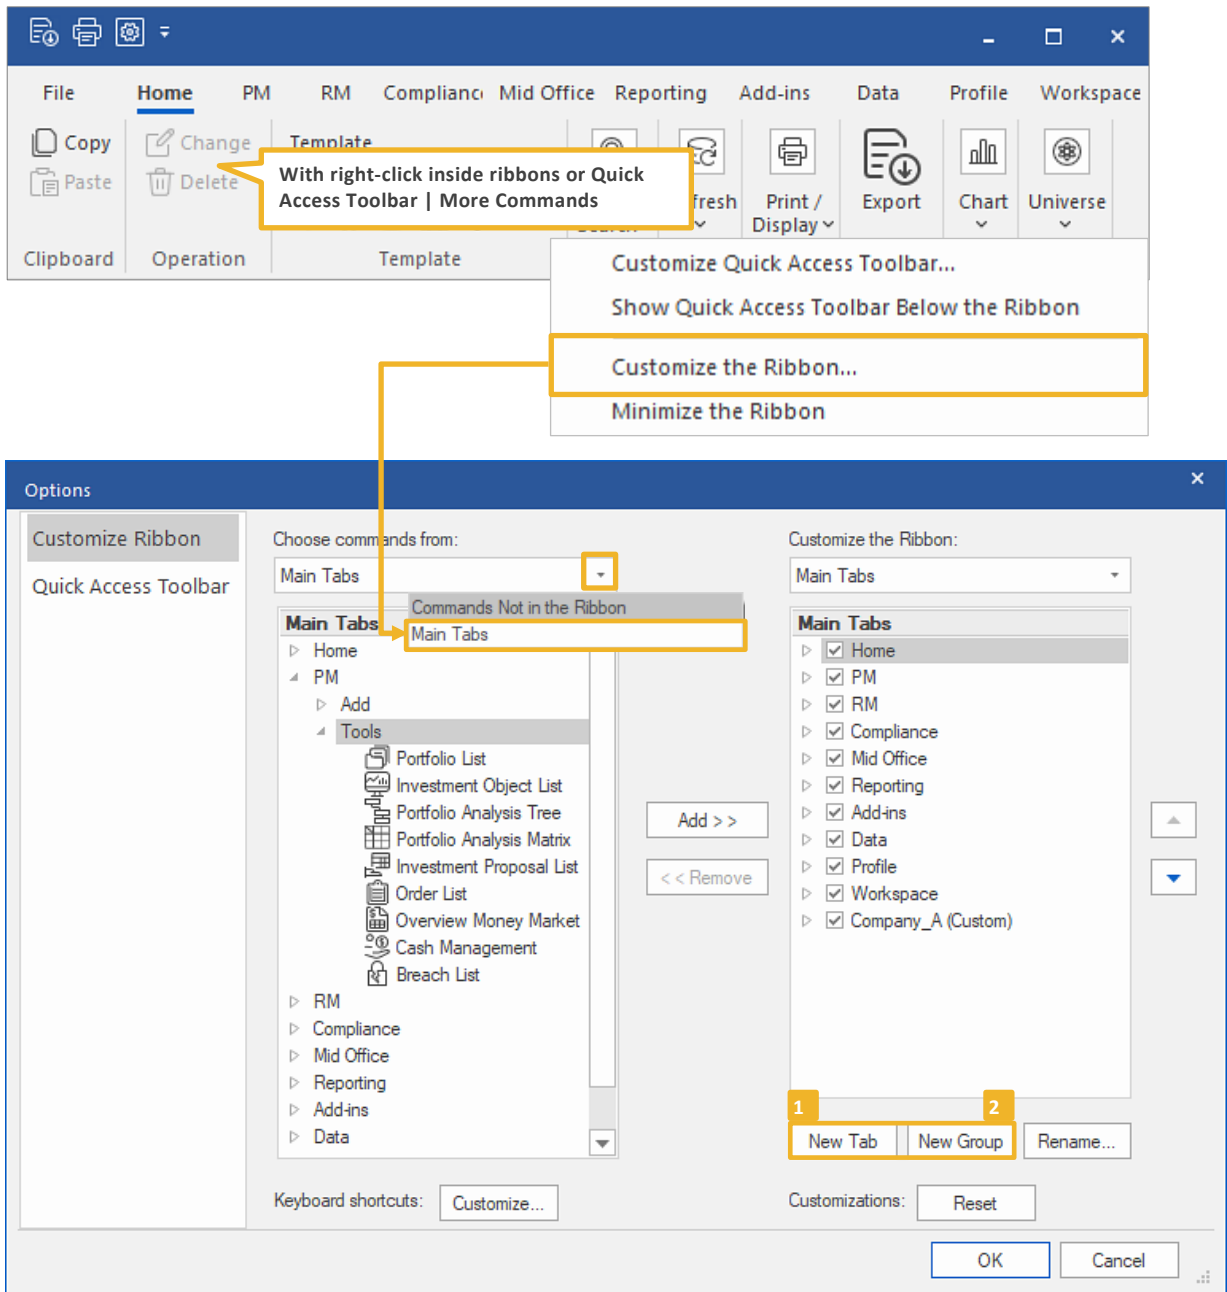 File Home PM RM Complianc Mid Office Reporting Add-ins Data Profile Workspace
Copy Change Template
Paste Delete
With right-click inside ribbons or Quick
Access Toolbar | More Commands
fresh Print / Export Chart Universe
Display
Clipboard Operation Template
Customize Quick Access Toolbar...
Show Quick Access Toolbar Below the Ribbon
Customize the Ribbon...
Minimize the Ribbon
Options
Customize Ribbon
Quick Access Toolbar
Choose commands from:
Main Tabs
Commands Not in the Ribbon
Main Tabs
Main Tabs
Home
PM
Add
Tools
Portfolio List
Investment Object List
Portfolio Analysis Tree
Portfolio Analysis Matrix
Investment Proposal List
Order List
Overview Money Market
Cash Management
Breach List
RM
Compliance
Mid Office
Reporting
Add-ins
Data
Keyboard shortcuts: Customize...
Add > >
< < Remove
Customize the Ribbon:
Main Tabs
Main Tabs
Home
PM
RM
Compliance
Mid Office
Reporting
Add-ins
Data
Profile
Workspace
Company_A (Custom)
1 2
New Tab New Group Rename...
Customizations: Reset
OK Cancel